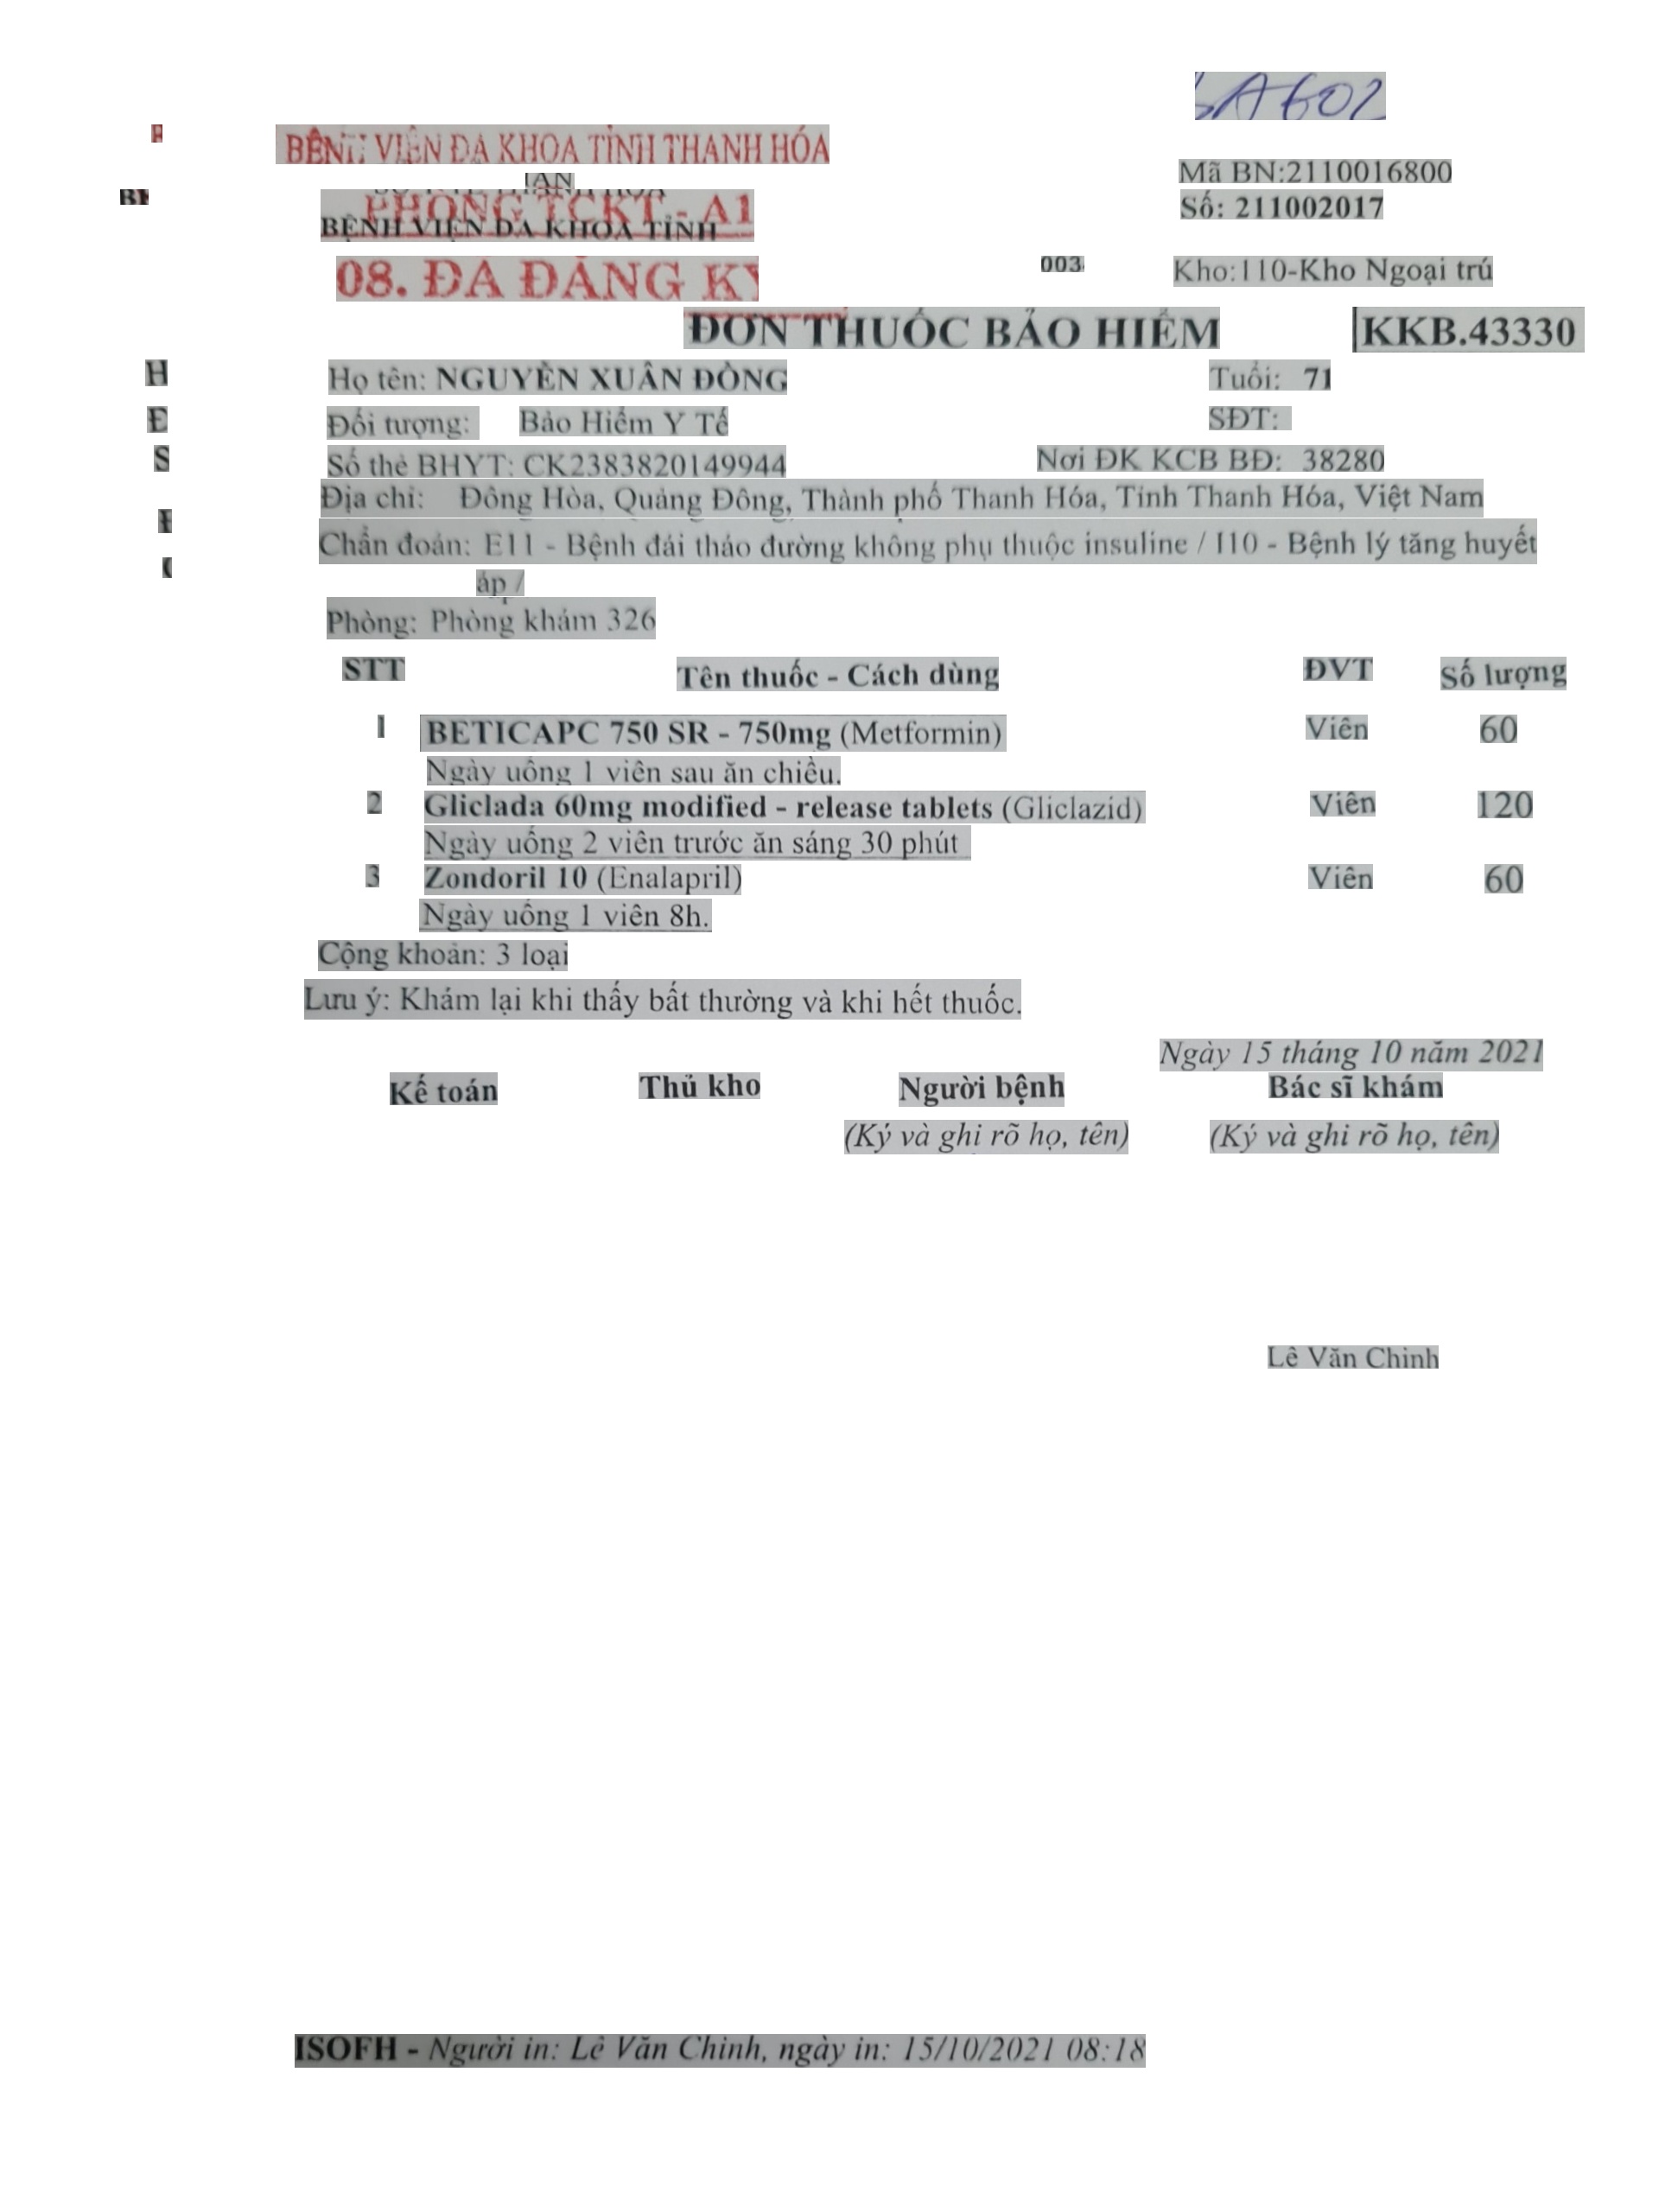 BỆNH VIỆN ĐA KHOA TỈNH THANH HÓA
Mã BN:2110016800
PHÒNG TCKT - A1
BỆNH VIỆN ĐA KHOA TỈNH
Số: 211002017
08. ĐÃ ĐĂNG KÝ
003
Kho:110-Kho Ngoại trú
ĐƠN THUỐC BẢO HIỂM KKB.43330
Họ tên: NGUYỄN XUÂN ĐÒNG Tuổi: 71
Đối tượng: Bảo Hiểm Y Tế SĐT:
Số thẻ BHYT: CK2383820149944 Nơi ĐK KCB BĐ: 38280
Địa chỉ: Đông Hòa, Quảng Đông, Thành phố Thanh Hóa, Tỉnh Thanh Hóa, Việt Nam
Chẩn đoán: E11 - Bệnh đái tháo đường không phụ thuộc insuline / I10 - Bệnh lý tăng huyết
áp /
Phòng: Phòng khám 326
STT Tên thuốc - Cách dùng ĐVT Số lượng
1 BETICAPC 750 SR - 750mg (Metformin) Viên 60
Ngày uống 1 viên sau ăn chiều.
2 Gliclada 60mg modified - release tablets (Gliclazid) Viên 120
Ngày uống 2 viên trước ăn sáng 30 phút
3 Zondoril 10 (Enalapril) Viên 60
Ngày uống 1 viên 8h.
Cộng khoản: 3 loại
Lưu ý: Khám lại khi thấy bất thường và khi hết thuốc.
Ngày 15 tháng 10 năm 2021
Kế toán Thủ kho Người bệnh Bác sĩ khám
(Ký và ghi rõ họ, tên) (Ký và ghi rõ họ, tên)
Lê Văn Chinh
ISOFH - Người in: Lê Văn Chinh, ngày in: 15/10/2021 08:18